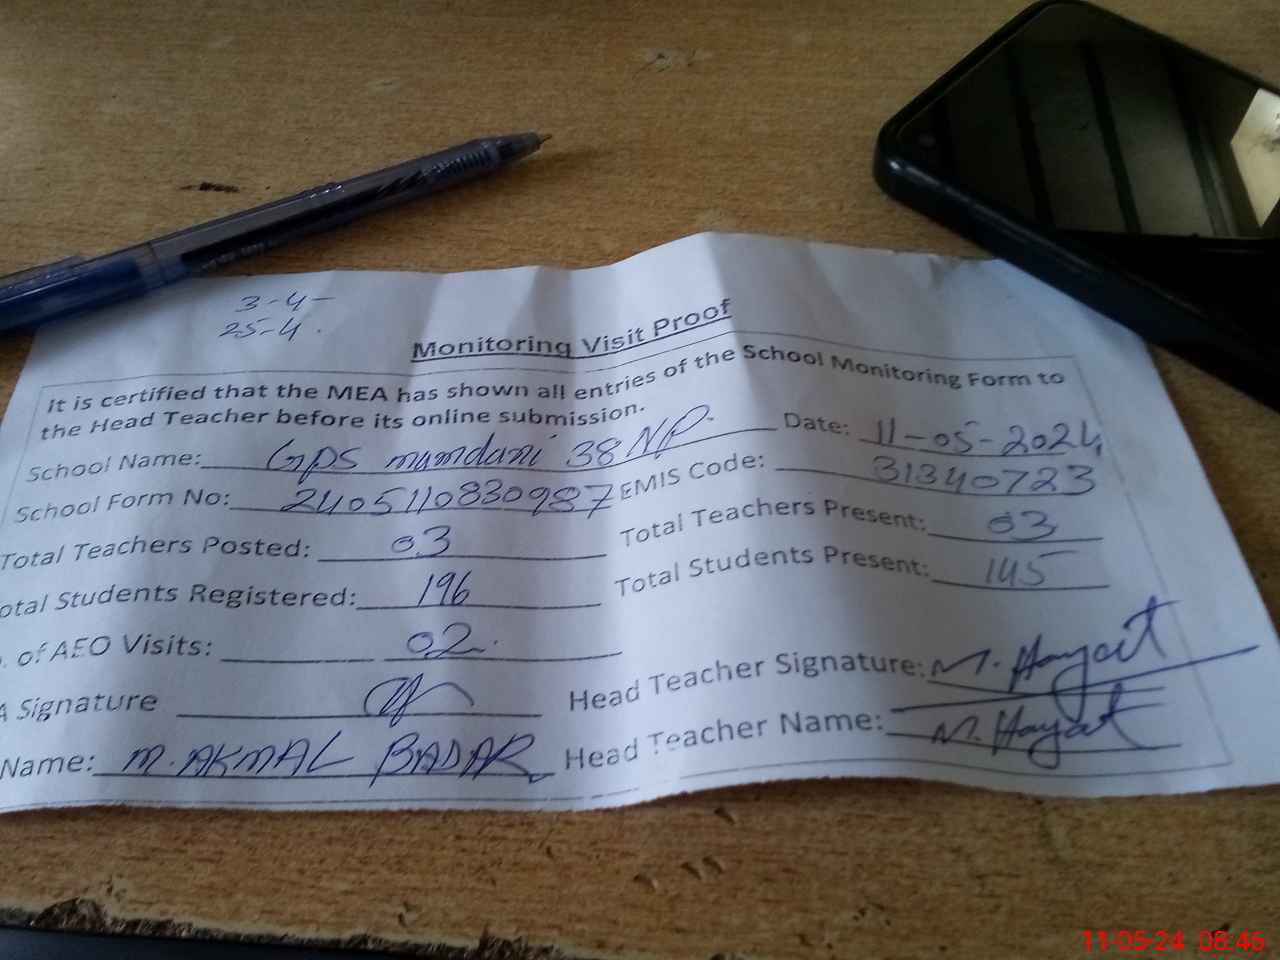 3-4-
25-4.
Monitoring Visit Proof
It is certified that the MEA has shown all entries of the School Monitoring Form to
the Head Teacher before its online submission.
School Name: GPS mamdani 38 NP. Date: 11-05-2024
School Form No: 2405110830987 EMIS Code: 31340723
Total Teachers Posted: 03 Total Teachers Present: 03
otal Students Registered: 196 Total Students Present: 145
. of AEO Visits: 02.
A Signature Head Teacher Signature: M. Hayat
Name: M. AKMAL BADAR Head Teacher Name: M. Hayat
11-05-24 08:46